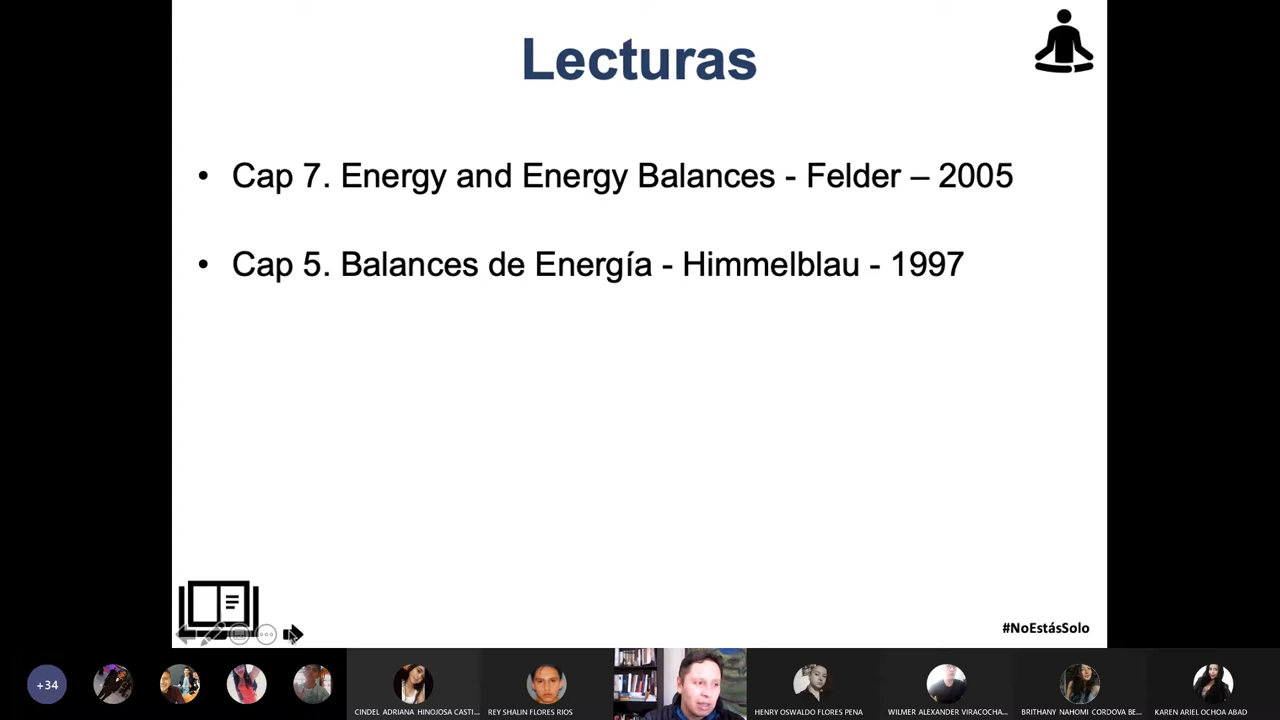 Lecturas
• Cap 7. Energy and Energy Balances - Felder – 2005
• Cap 5. Balances de Energía - Himmelblau - 1997
#NoEstásSolo
+34
CINDEL ADRIANA HINOJOSA CASTI...
REY SHALIN FLORES RIOS
HENRY OSWALDO FLORES PENA
WILMER ALEXANDER VIRACOCHA...
BRITHANY NAHOMI CORDOVA BE...
KAREN ARIEL OCHOA ABAD